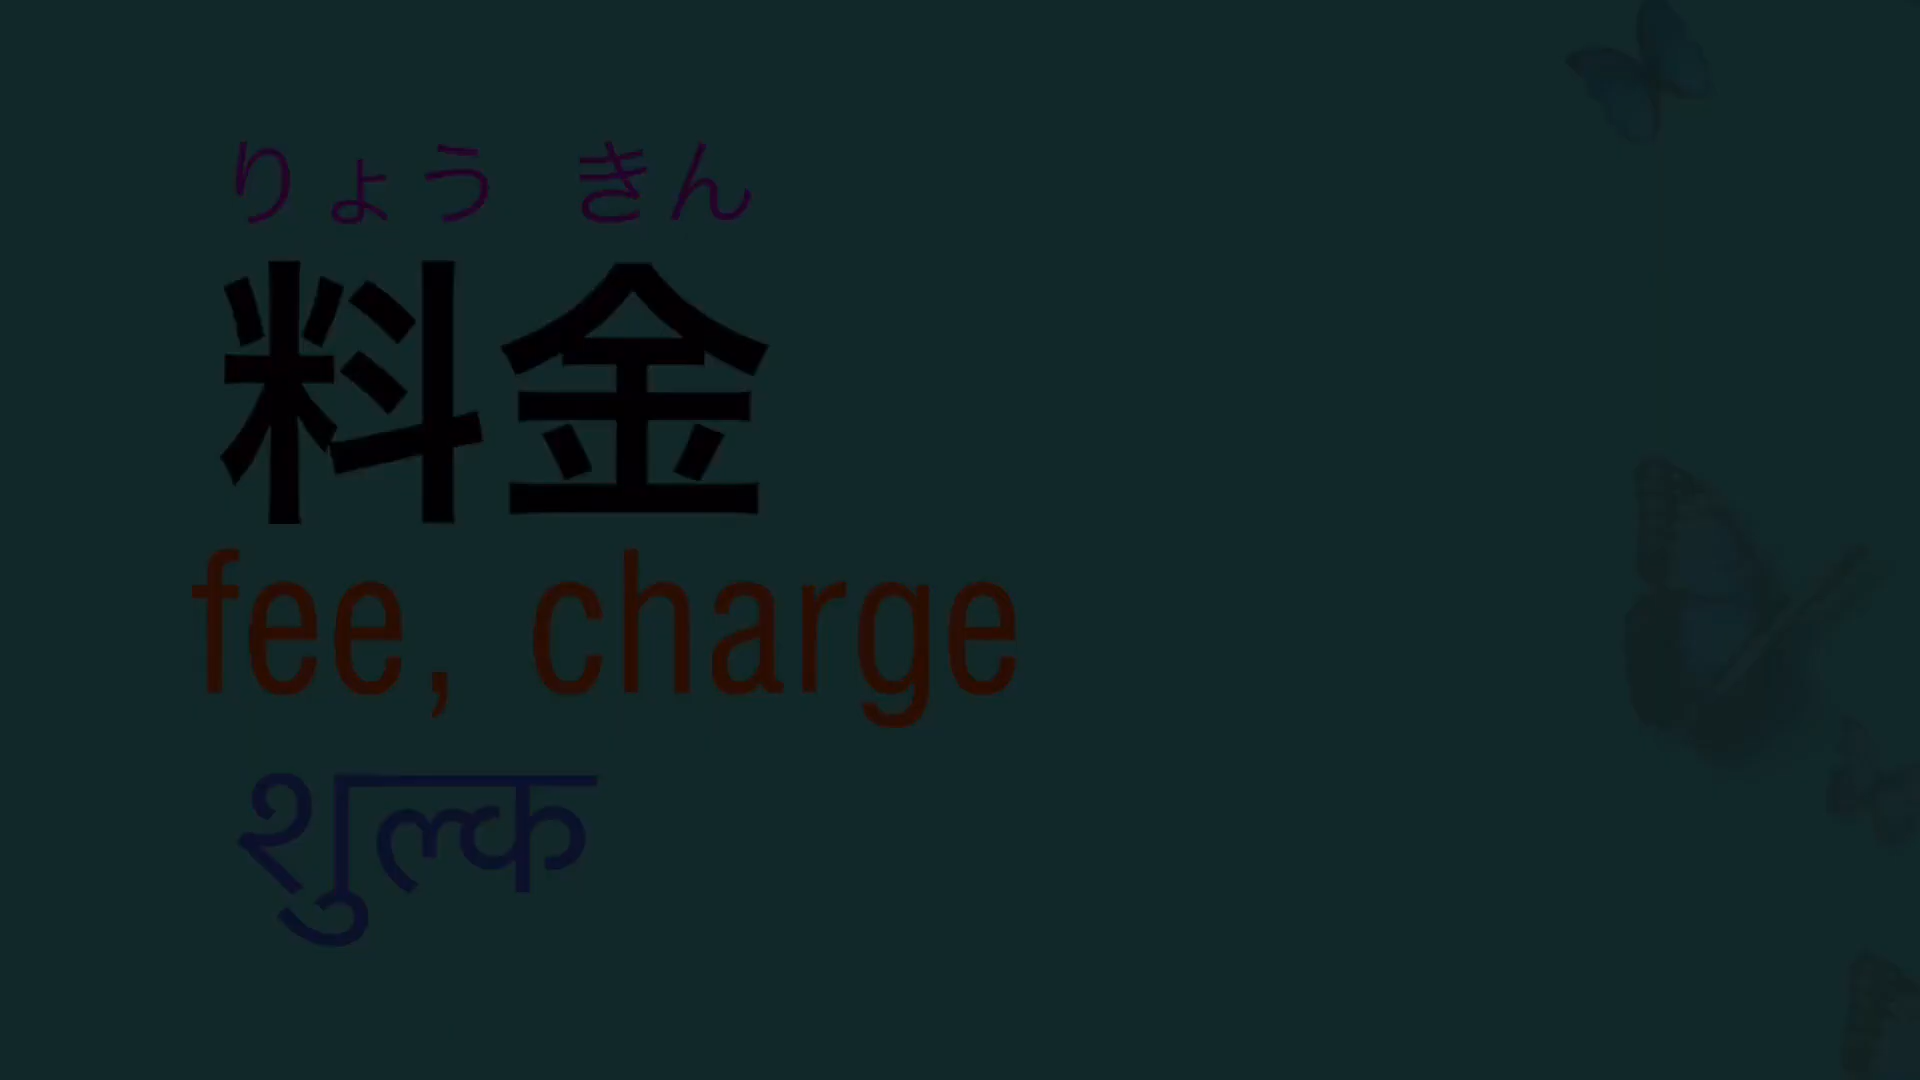 りょう きん
料金
fee, charge
शुल्क